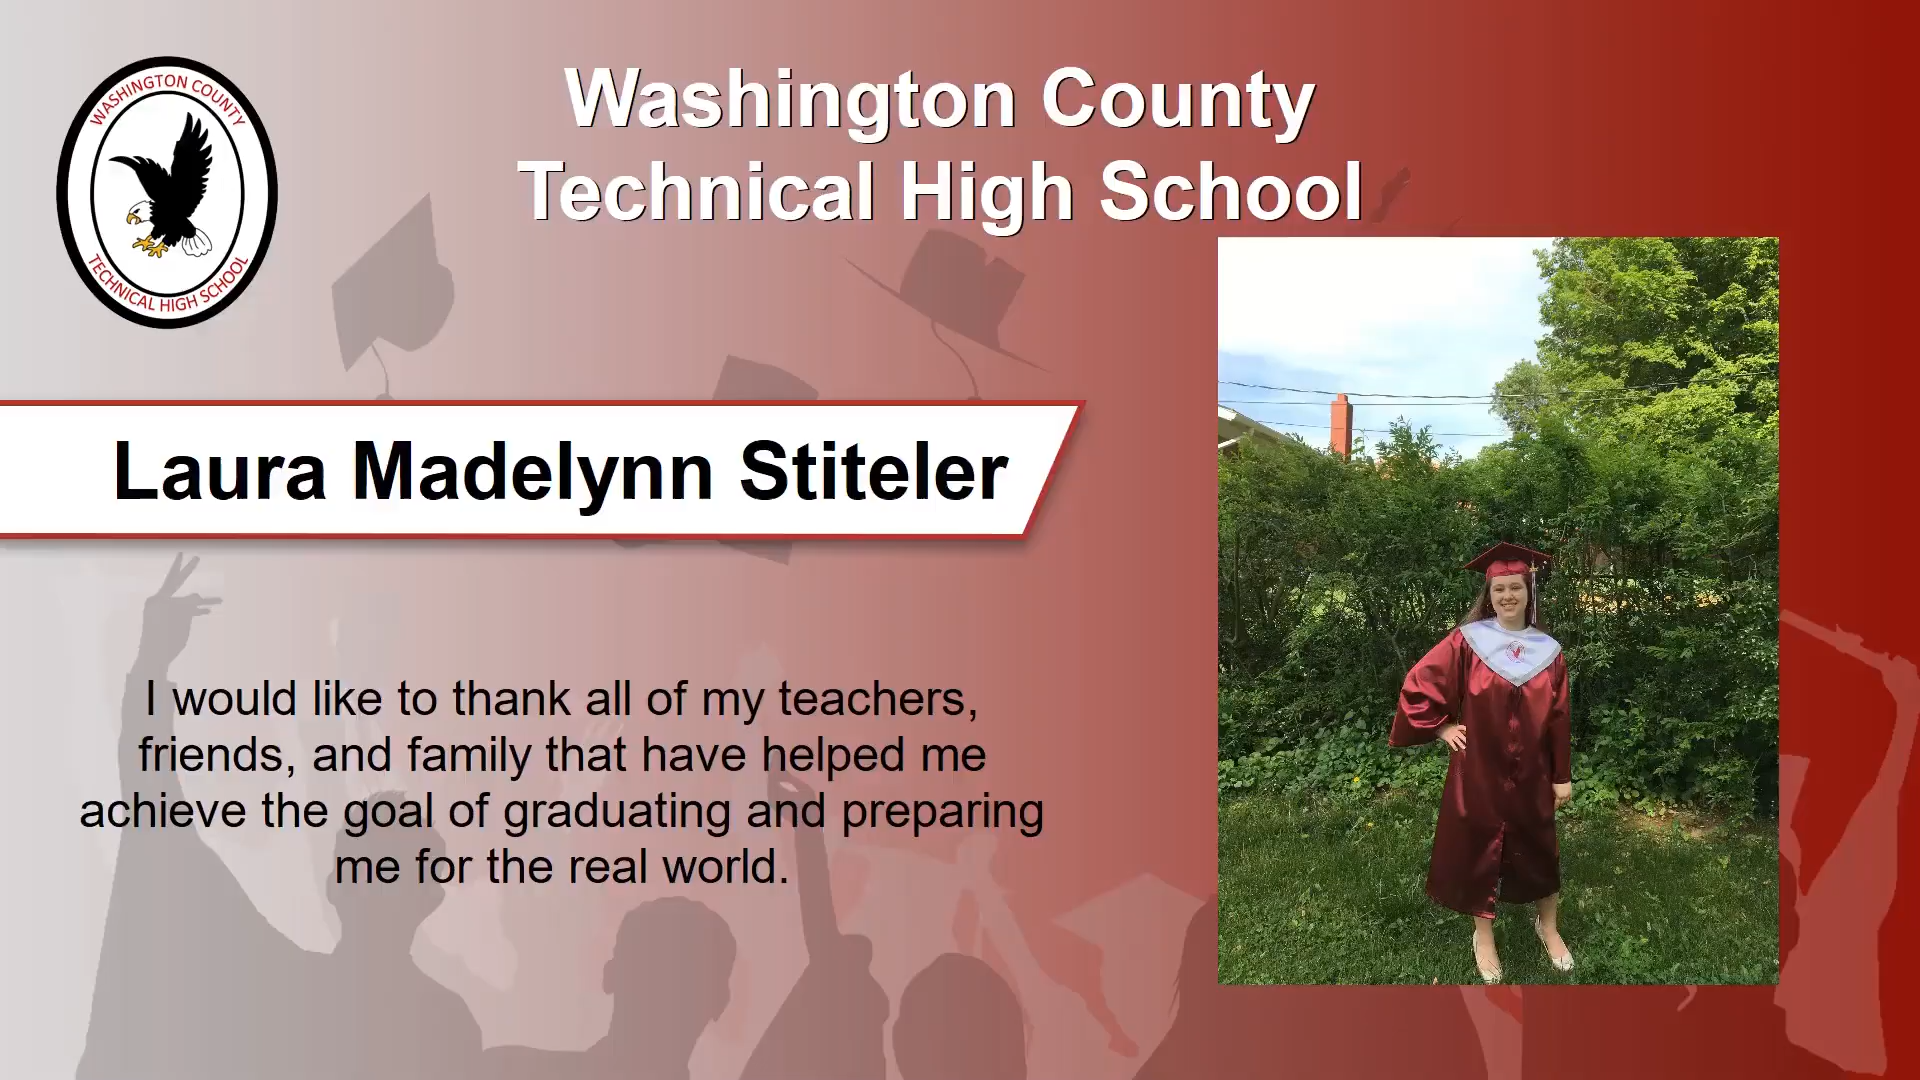 WASHINGTON COUNTY
TECHNICAL HIGH SCHOOL
Washington County
Technical High School
Laura Madelynn Stiteler
I would like to thank all of my teachers,
friends, and family that have helped me
achieve the goal of graduating and preparing
me for the real world.